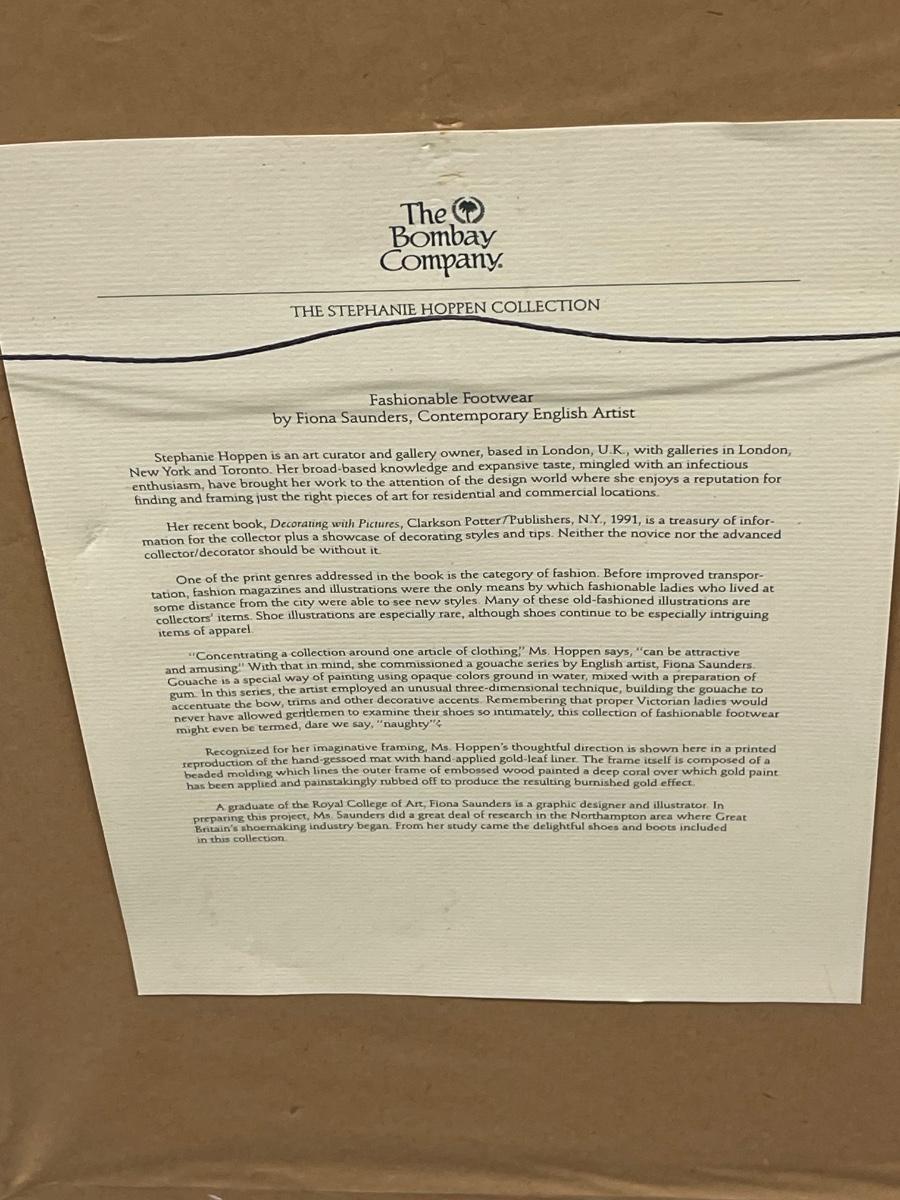 The
Bombay
Company.
THE STEPHANIE HOPPEN COLLECTION
Fashionable Footwear
by Fiona Saunders, Contemporary English Artist
Stephanie Hoppen is an art curator and gallery owner, based in London, U.K., with galleries in London,
New York and Toronto. Her broad-based knowledge and expansive taste, mingled with an infectious
enthusiasm, have brought her work to the attention of the design world where she enjoys a reputation for
finding and framing just the right pieces of art for residential and commercial locations.
Her recent book, Decorating with Pictures, Clarkson Potter/Publishers, N.Y., 1991, is a treasury of infor-
mation for the collector plus a showcase of decorating styles and tips. Neither the novice nor the advanced
collector/decorator should be without it.
One of the print genres addressed in the book is the category of fashion. Before improved transpor-
tation, fashion magazines and illustrations were the only means by which fashionable ladies who lived at
some distance from the city were able to see new styles. Many of these old-fashioned illustrations are
collectors' items. Shoe illustrations are especially rare, although shoes continue to be especially intriguing
items of apparel.
"Concentrating a collection around one article of clothing," Ms. Hoppen says, "can be attractive
and amusing." With that in mind, she commissioned a gouache series by English artist, Fiona Saunders.
Gouache is a special way of painting using opaque colors ground in water, mixed with a preparation of
gum. In this series, the artist employed an unusual three-dimensional technique, building the gouache to
accentuate the bow, trims and other decorative accents. Remembering that proper Victorian ladies would
never have allowed gentlemen to examine their shoes so intimately, this collection of fashionable footwear
might even be termed, dare we say, "naughty".
Recognized for her imaginative framing, Ms. Hoppen's thoughtful direction is shown here in a printed
reproduction of the hand-gessoed mat with hand-applied gold-leaf liner. The frame itself is composed of a
beaded molding which lines the outer frame of embossed wood painted a deep coral over which gold paint
has been applied and painstakingly rubbed off to produce the resulting burnished gold effect.
A graduate of the Royal College of Art, Fiona Saunders is a graphic designer and illustrator. In
preparing this project, Ms. Saunders did a great deal of research in the Northampton area where Great
Britain's shoemaking industry began. From her study came the delightful shoes and boots included
in this collection.